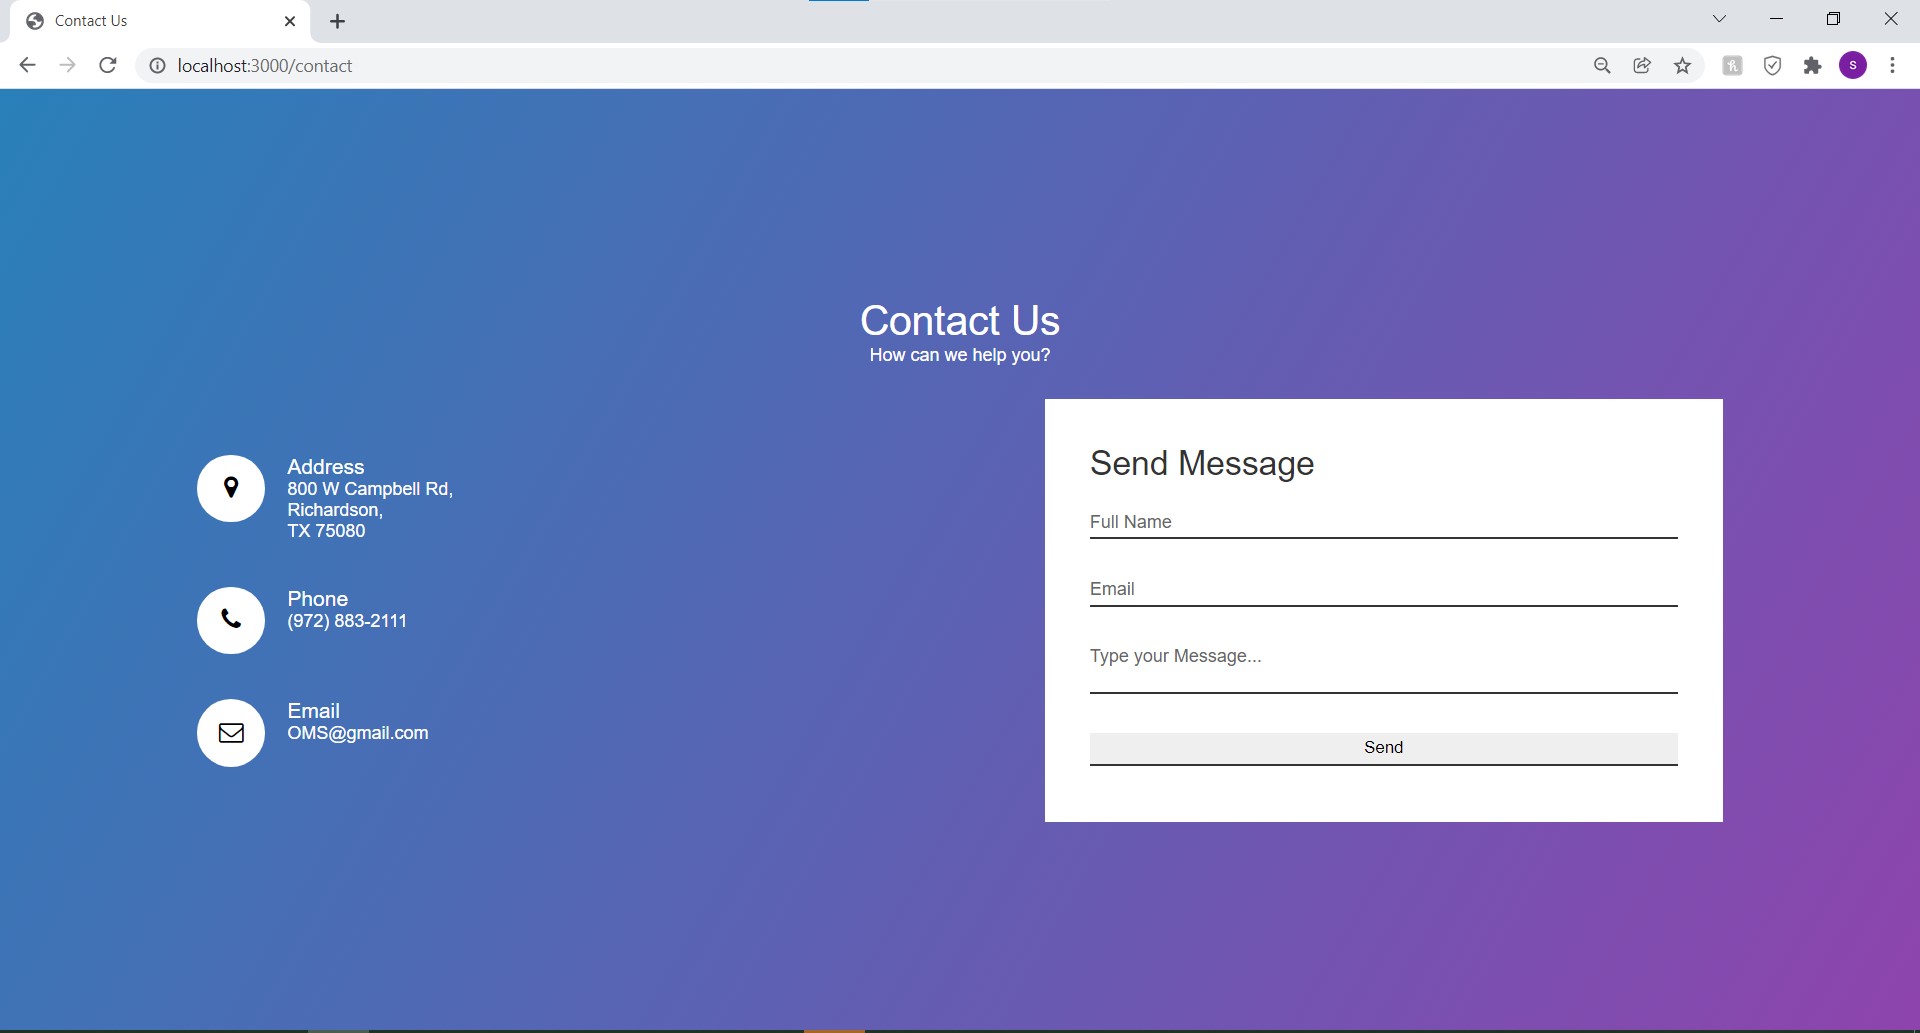 Contact Us
localhost:3000/contact
S
Contact Us
How can we help you?
Address
800 W Campbell Rd,
Richardson,
TX 75080
Phone
(972) 883-2111
Email
OMS@gmail.com
Send Message
Full Name
Email
Type your Message...
Send